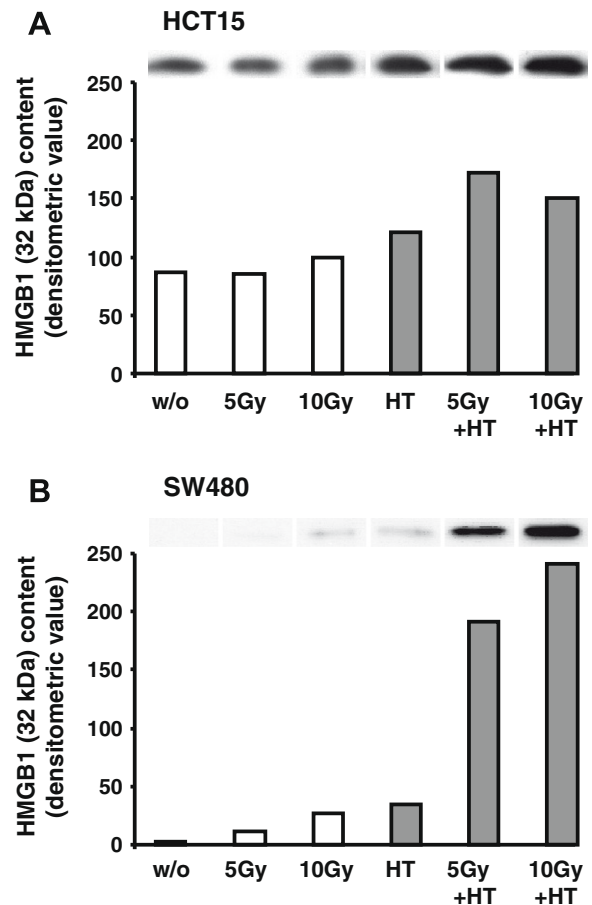 A HCT15
HMGB1 (32 kDa) content
(densitometric value)
250
200
150
100
50
0
w/o 5Gy 10Gy HT 5Gy 10Gy
+HT +HT
B SW480
HMGB1 (32 kDa) content
(densitometric value)
250
200
150
100
50
0
w/o 5Gy 10Gy HT 5Gy 10Gy
+HT +HT